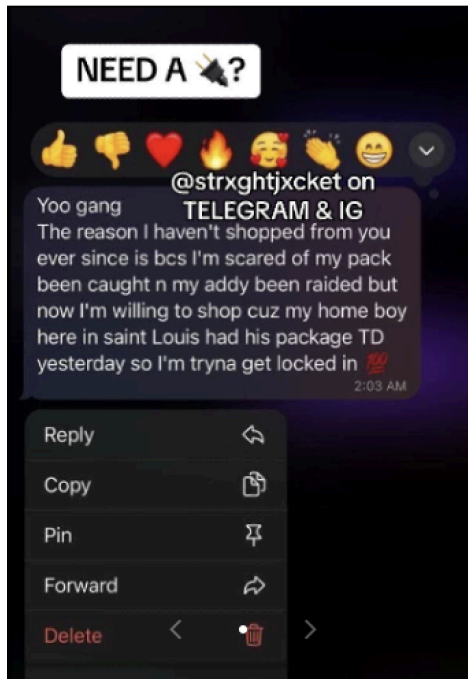 NEED A 🔌?
@strxghtjxcket on
TELEGRAM & IG
Yoo gang
The reason I haven't shopped from you
ever since is bcs I'm scared of my pack
been caught n my addy been raided but
now I'm willing to shop cuz my home boy
here in saint Louis had his package TD
yesterday so I'm tryna get locked in 💯
2:03 AM
Reply
Copy
Pin
Forward
Delete